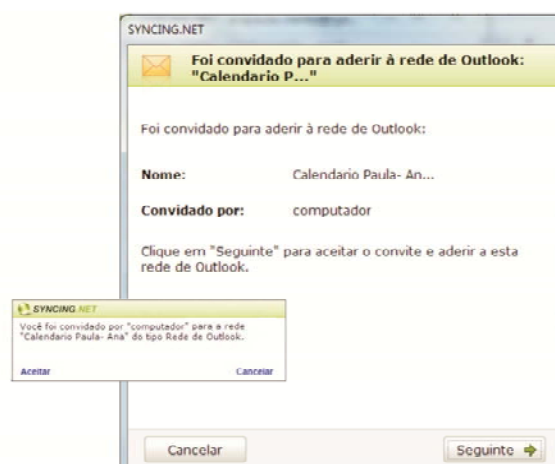 SYNCING.NET
Foi convidado para aderir à rede de Outlook:
"Calendario P..."
Foi convidado para aderir à rede de Outlook:
Nome: Calendario Paula- An...
Convidado por: computador
Clique em "Seguinte" para aceitar o convite e aderir a esta
rede de Outlook.
SYNCING.NET
Você foi convidado por "computador" para a rede
"Calendario Paula- Ana" do tipo Rede de Outlook.
Aceitar Cancelar
Cancelar Seguinte